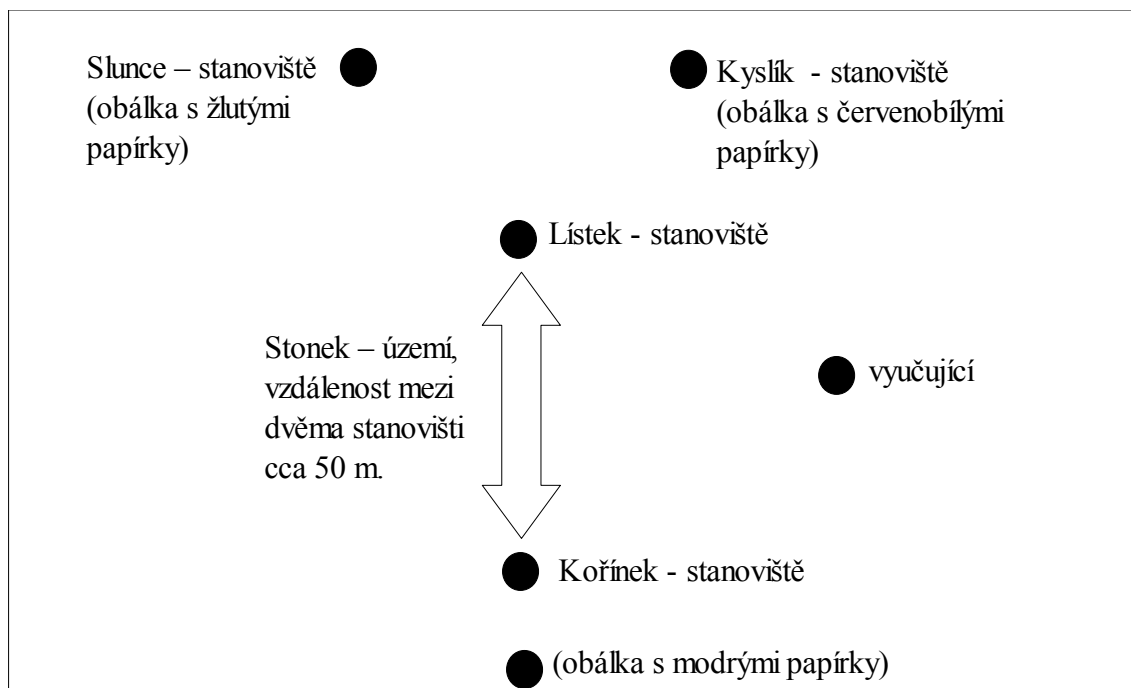 Slunce – stanoviště
(obálka s žlutými
papírky)
Kyslík - stanoviště
(obálka s červenobílými
papírky)
Lístek - stanoviště
Stonek – území,
vzdálenost mezi
dvěma stanovišti
cca 50 m.
vyučující
Kořínek - stanoviště
(obálka s modrými papírky)